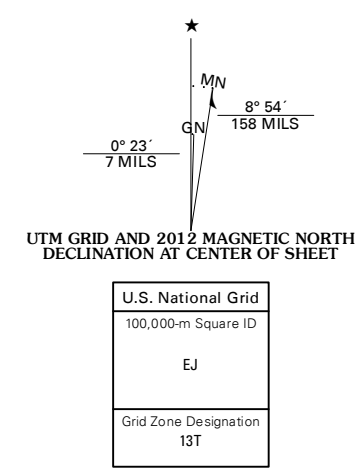 ★
MN
8° 54´
158 MILS
GN
0° 23´
7 MILS
UTM GRID AND 2012 MAGNETIC NORTH
DECLINATION AT CENTER OF SHEET
U.S. National Grid
100,000-m Square ID
EJ
Grid Zone Designation
13T